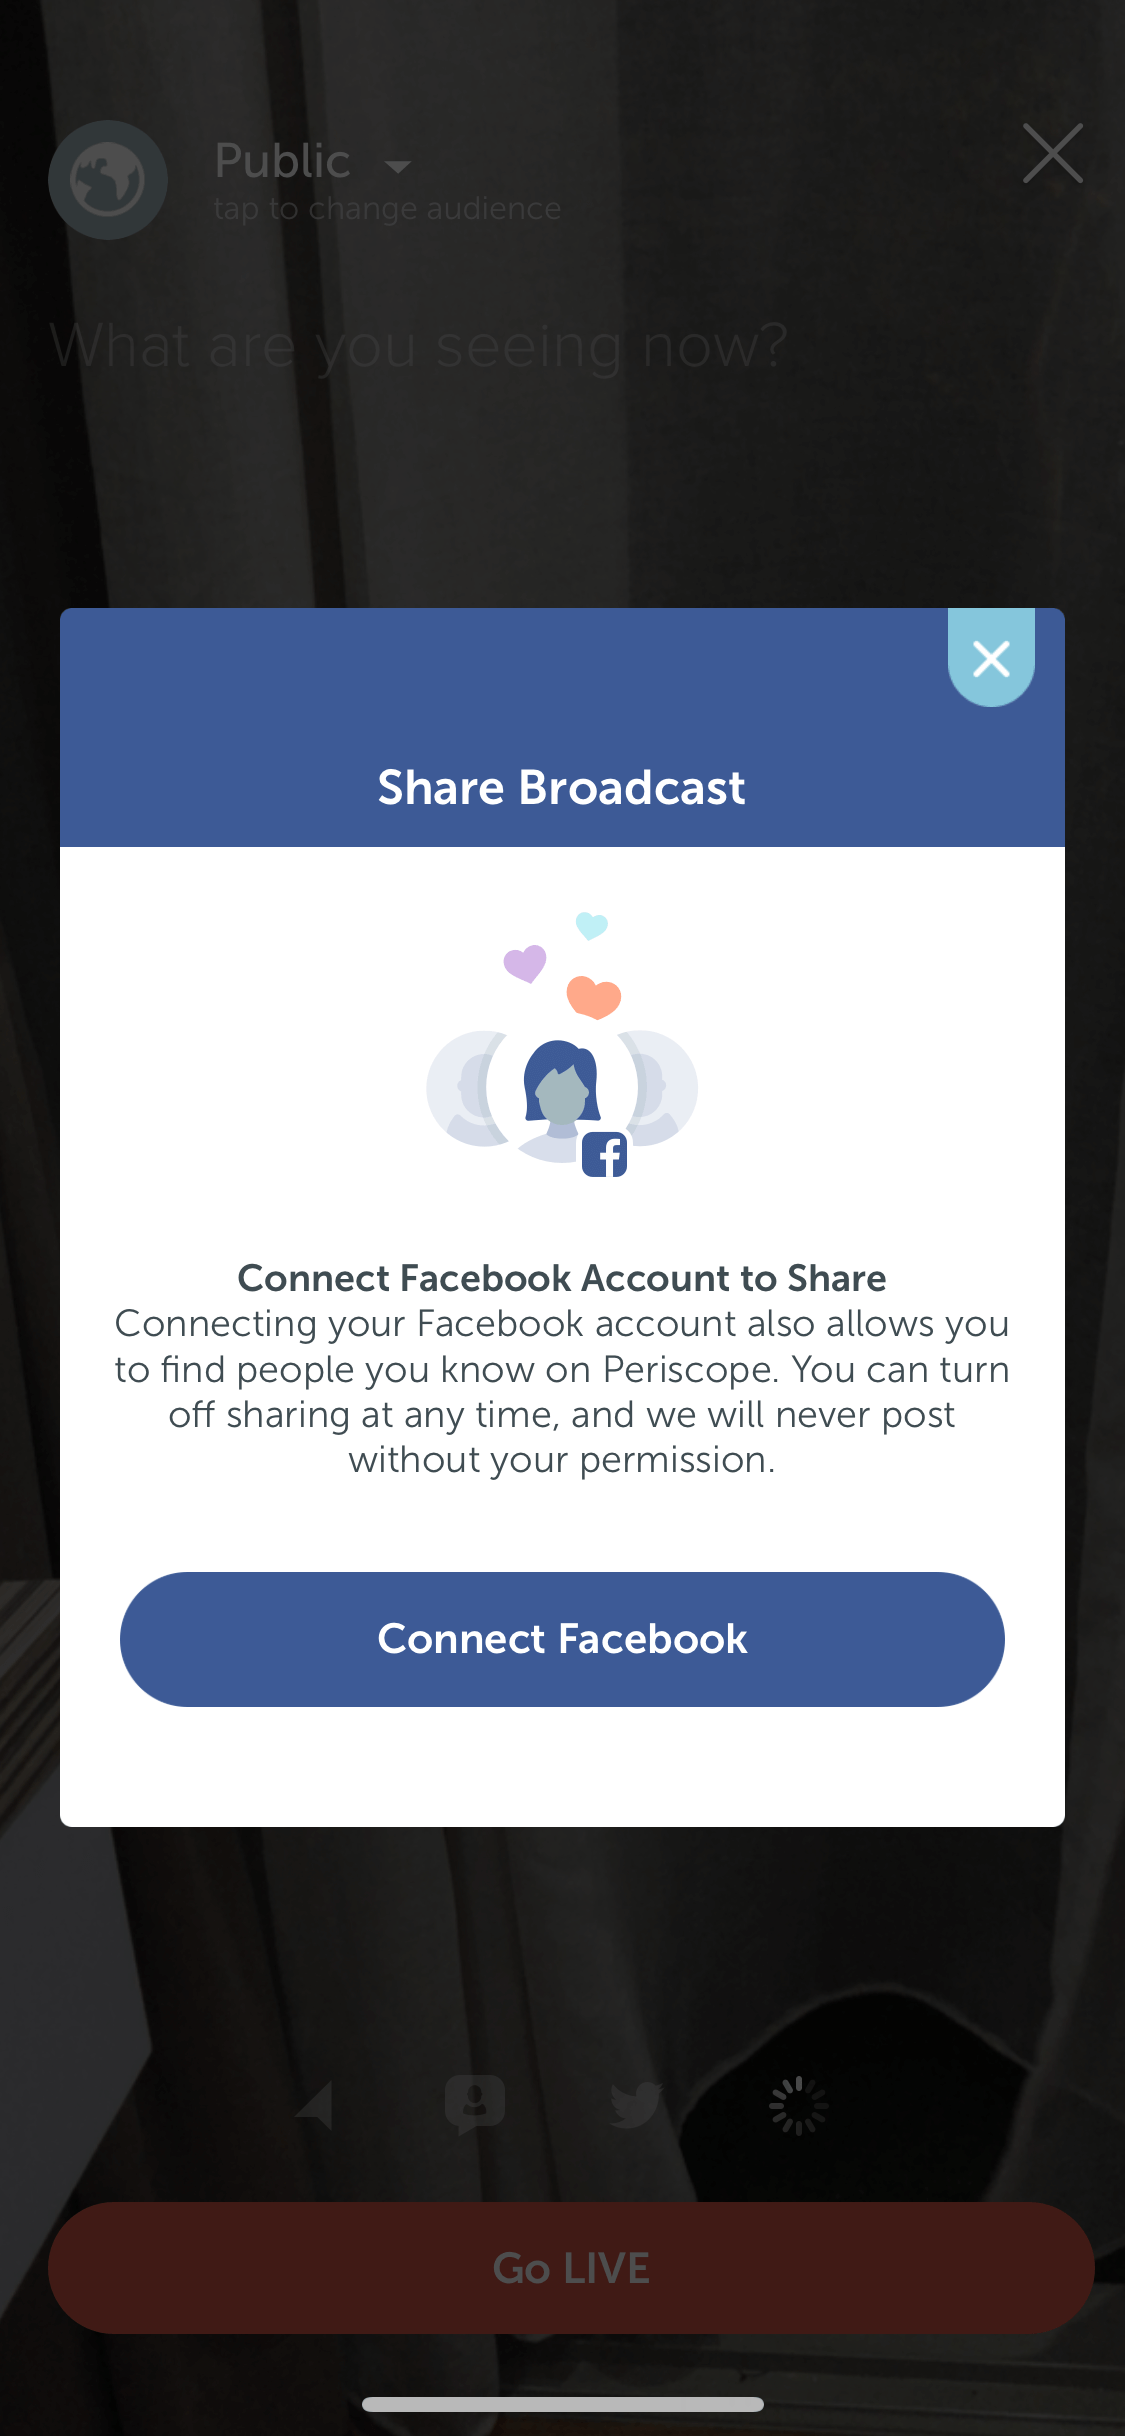 Public
tap to change audience
What are you seeing now?
Share Broadcast
Connect Facebook Account to Share
Connecting your Facebook account also allows you
to find people you know on Periscope. You can turn
off sharing at any time, and we will never post
without your permission.
Connect Facebook
Go LIVE